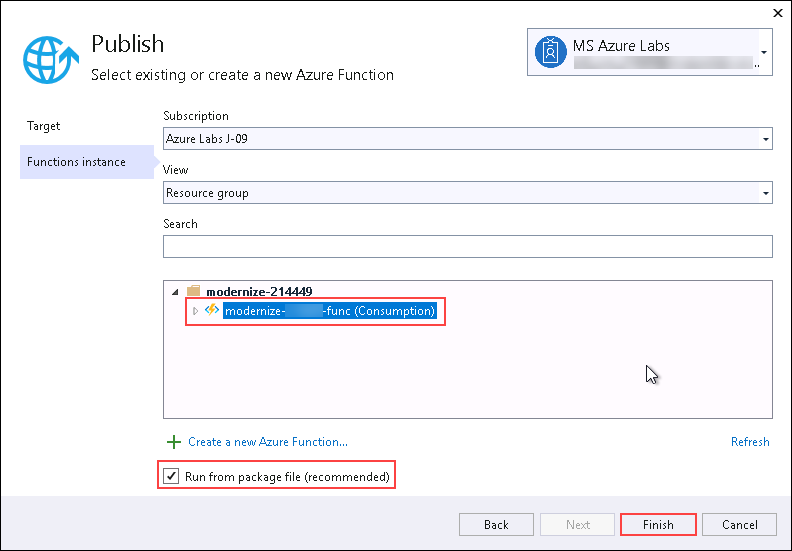 Publish
Select existing or create a new Azure Function
MS Azure Labs
..
Target
Functions instance
Subscription
Azure Labs J-09
View
Resource group
Search
modernize-214449
modernize- -func (Consumption)
Create a new Azure Function...
Refresh
Run from package file (recommended)
Back
Next
Finish
Cancel